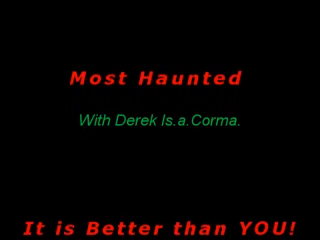 Most Haunted
With Derek Is.a.Corma.
It is Better than YOU!